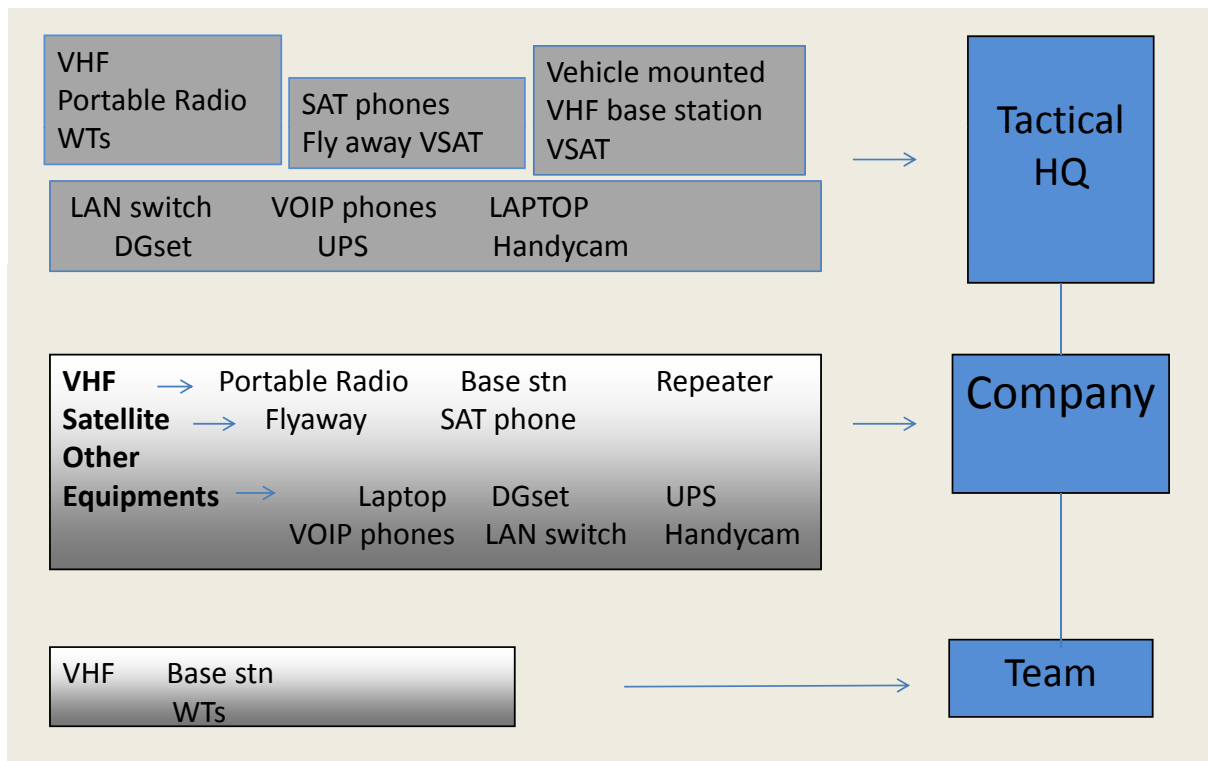 VHF
Portable Radio
WTs
SAT phones
Fly away VSAT
Vehicle mounted
VHF base station
VSAT
Tactical
HQ
LAN switch VOIP phones LAPTOP
DGset UPS Handycam
VHF Portable Radio Base stn Repeater
Satellite Flyaway SAT phone
Other
Equipments Laptop DGset UPS
VOIP phones LAN switch Handycam
Company
VHF Base stn
WTs
Team